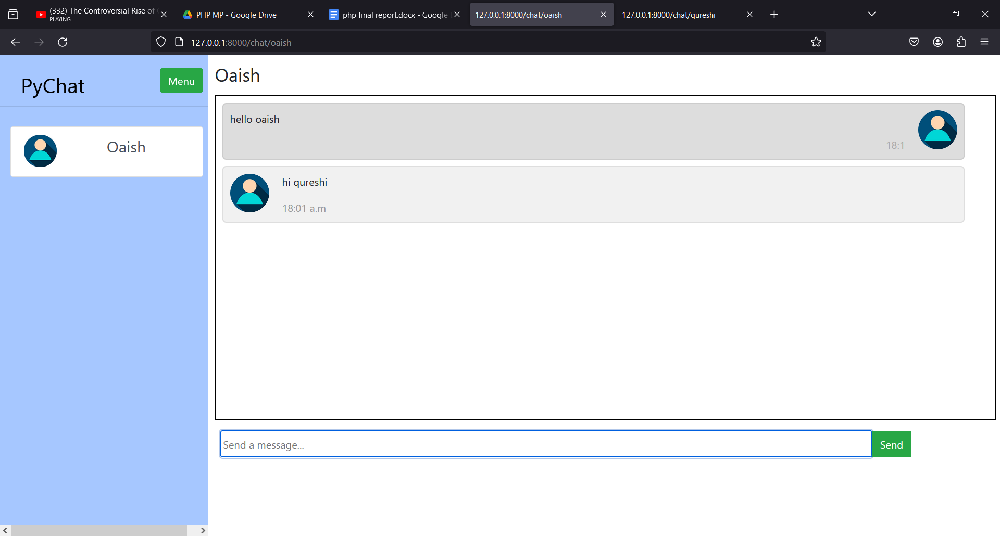 (332) The Controversial Rise of
PLAYING
PHP MP - Google Drive
php final report.docx - Google
127.0.0.1:8000/chat/oaish
127.0.0.1:8000/chat/qureshi
127.0.0.1:8000/chat/oaish
PyChat
Menu
Oaish
Oaish
hello oaish
18:1
hi qureshi
18:01 a.m
Send a message...
Send